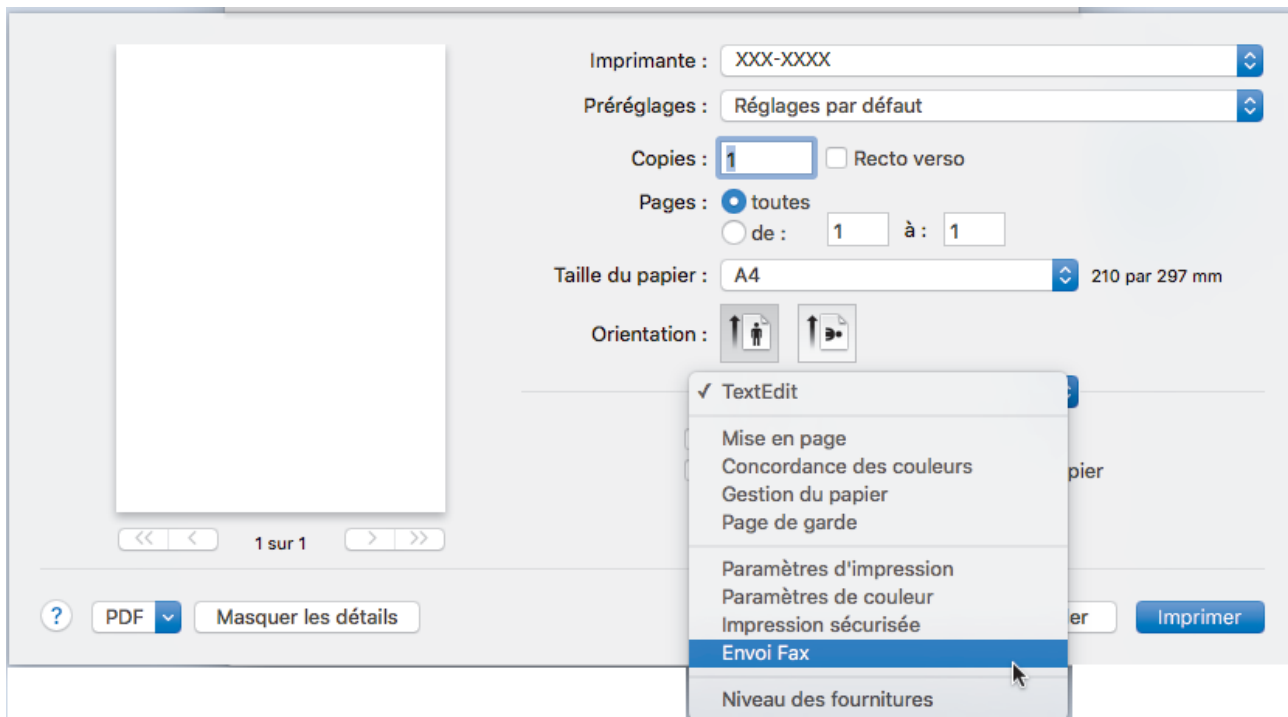 Imprimante : XXX-XXXX
Préréglages : Réglages par défaut
Copies : 1 Recto verso
Pages : toutes
de : 1 à : 1
Taille du papier : A4 210 par 297 mm
Orientation :
✓ TextEdit
Mise en page
Concordance des couleurs
pier
Gestion du papier
Page de garde
<< < 1 sur 1 > >>
Paramètres d'impression
Paramètres de couleur
? PDF Masquer les détails er Imprimer
Impression sécurisée
Envoi Fax
Niveau des fournitures